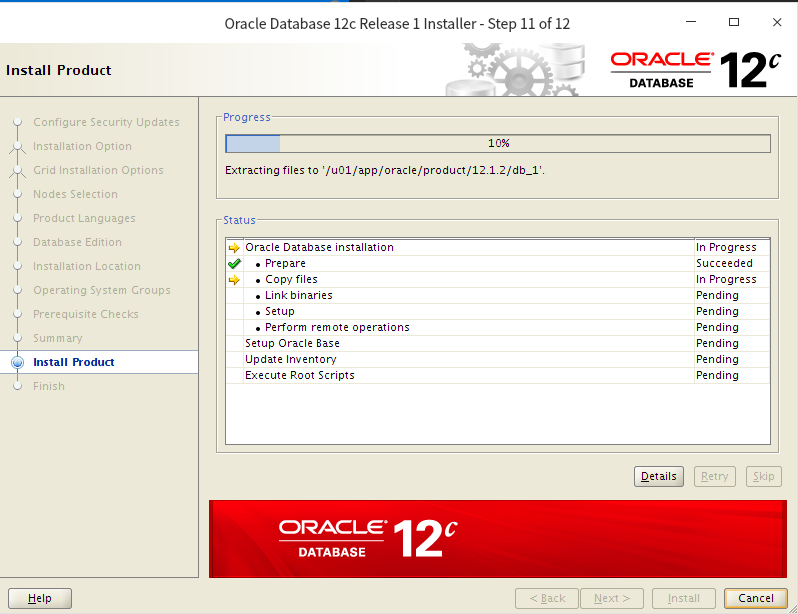 Oracle Database 12c Release 1 Installer - Step 11 of 12
Install Product
ORACLE®
DATABASE
12c
Configure Security Updates
Installation Option
Grid Installation Options
Nodes Selection
Product Languages
Database Edition
Installation Location
Operating System Groups
Prerequisite Checks
Summary
Install Product
Finish
Progress
10%
Extracting files to '/u01/app/oracle/product/12.1.2/db_1'.
Status
Oracle Database installation In Progress
• Prepare Succeeded
• Copy files In Progress
• Link binaries Pending
• Setup Pending
• Perform remote operations Pending
Setup Oracle Base Pending
Update Inventory Pending
Execute Root Scripts Pending
Details Retry Skip
ORACLE®
DATABASE
12c
Help < Back Next > Install Cancel